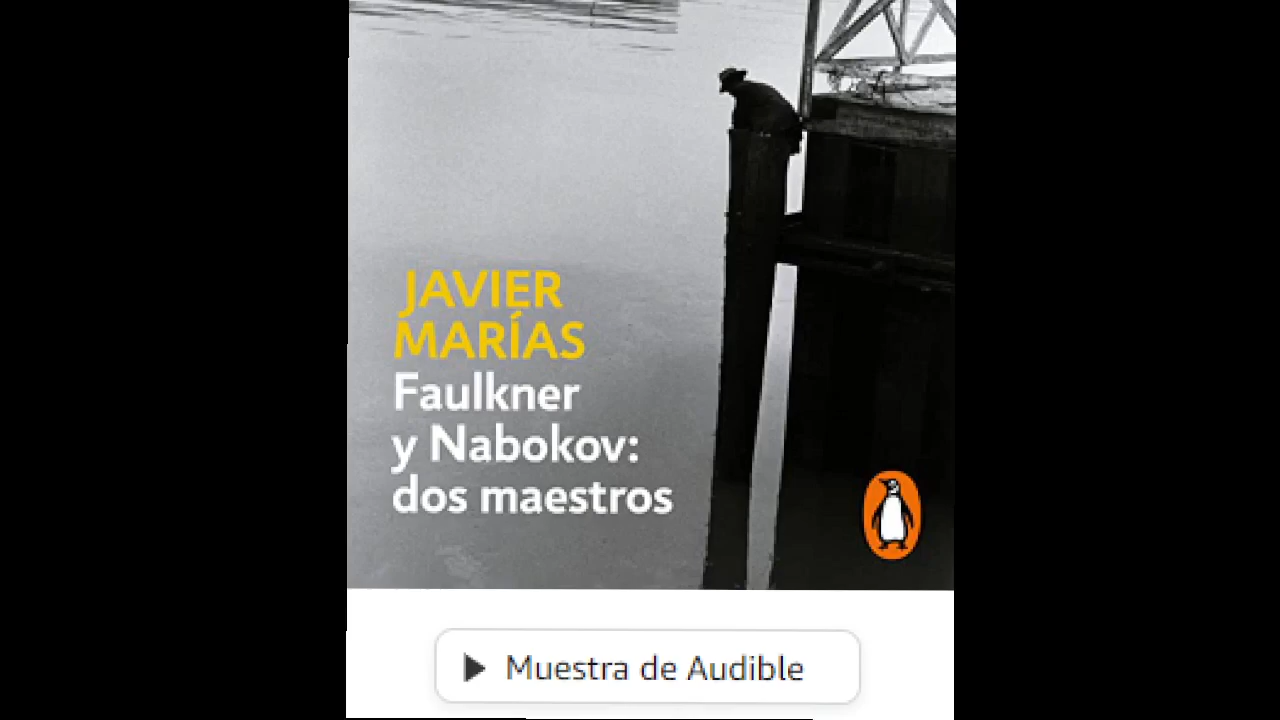 JAVIER
MARÍAS
Faulkner
y Nabokov:
dos maestros
Muestra de Audible